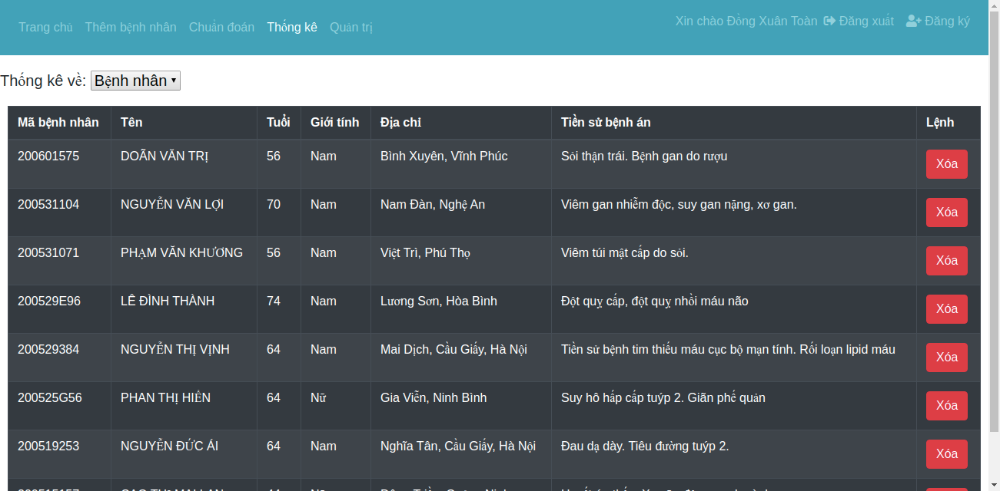 Trang chủ Thêm bệnh nhân Chuẩn đoán Thống kê Quản trị Xin chào Đồng Xuân Toàn Đăng xuất Đăng ký
Thống kê về: Bệnh nhân
Mã bệnh nhân Tên Tuổi Giới tính Địa chỉ Tiền sử bệnh án Lệnh
200601575 DOÃN VĂN TRỊ 56 Nam Bình Xuyên, Vĩnh Phúc Sỏi thận trái. Bệnh gan do rượu Xóa
200531104 NGUYỄN VĂN LỢI 70 Nam Nam Đàn, Nghệ An Viêm gan nhiễm độc, suy gan nặng, xơ gan. Xóa
200531071 PHẠM VĂN KHƯƠNG 56 Nam Việt Trì, Phú Thọ Viêm túi mật cấp do sỏi. Xóa
200529E96 LÊ ĐÌNH THÀNH 74 Nam Lương Sơn, Hòa Bình Đột quỵ cấp, đột quỵ nhồi máu não Xóa
200529384 NGUYỄN THỊ VỊNH 64 Nam Mai Dịch, Cầu Giấy, Hà Nội Tiền sử bệnh tim thiếu máu cục bộ mạn tính. Rối loạn lipid máu Xóa
200525G56 PHAN THỊ HIỀN 64 Nữ Gia Viễn, Ninh Bình Suy hô hấp cấp tuýp 2. Giãn phế quản Xóa
200519253 NGUYỄN ĐỨC ÁI 64 Nam Nghĩa Tân, Cầu Giấy, Hà Nội Đau dạ dày. Tiêu đường tuýp 2. Xóa